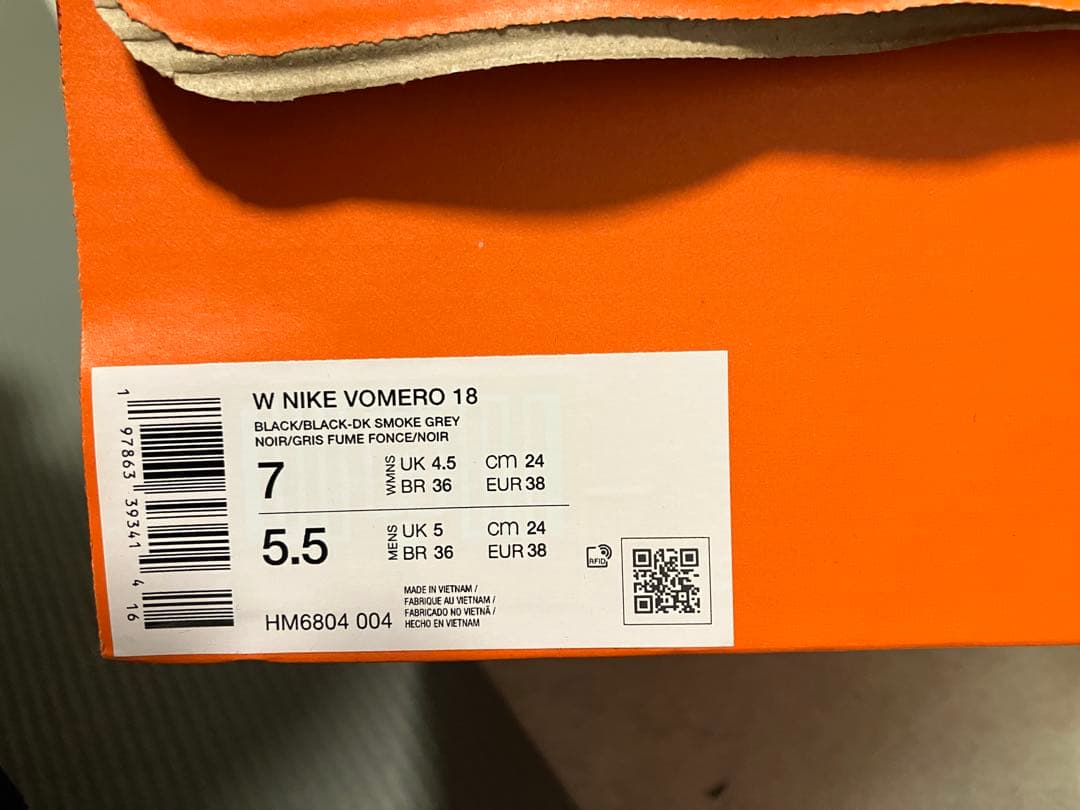 W NIKE VOMERO 18
BLACK/BLACK-DK SMOKE GREY
NOIR/GRIS FUME FONCE/NOIR
7 WMNS UK 4.5 cm 24
BR 36 EUR 38
5.5 MENS UK 5 cm 24
BR 36 EUR 38
MADE IN VIETNAM /
FABRIQUE AU VIETNAM /
FABRICADO NO VIETNÃ /
HECHO EN VIETNAM
HM6804 004
RFID
1 97863 39341 4 16